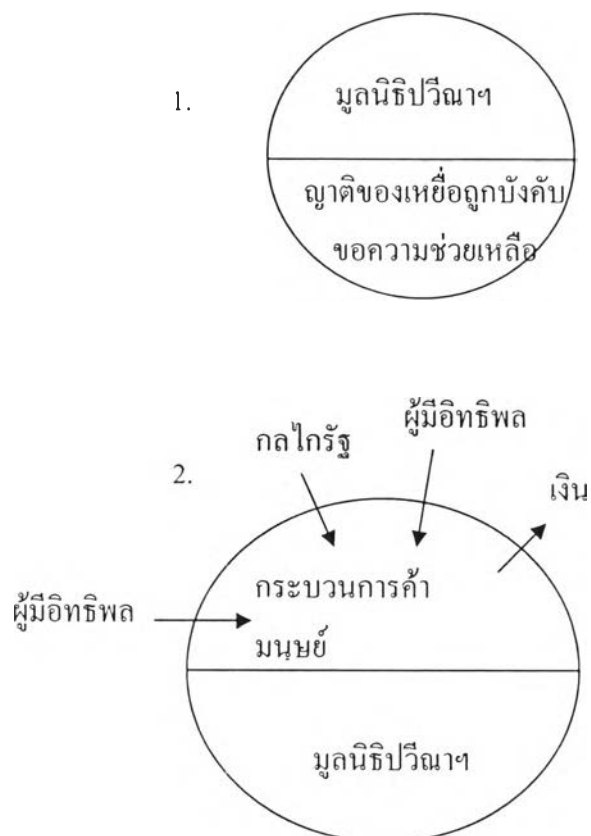 1.
มูลนิธิปวีณาฯ
ญาติของเหยื่อถูกบังคับ
ขอความช่วยเหลือ
2.
กลไกรัฐ
ผู้มีอิทธิพล
เงิน
ผู้มีอิทธิพล
กระบวนการค้า
มนุษย์
มูลนิธิปวีณาฯ